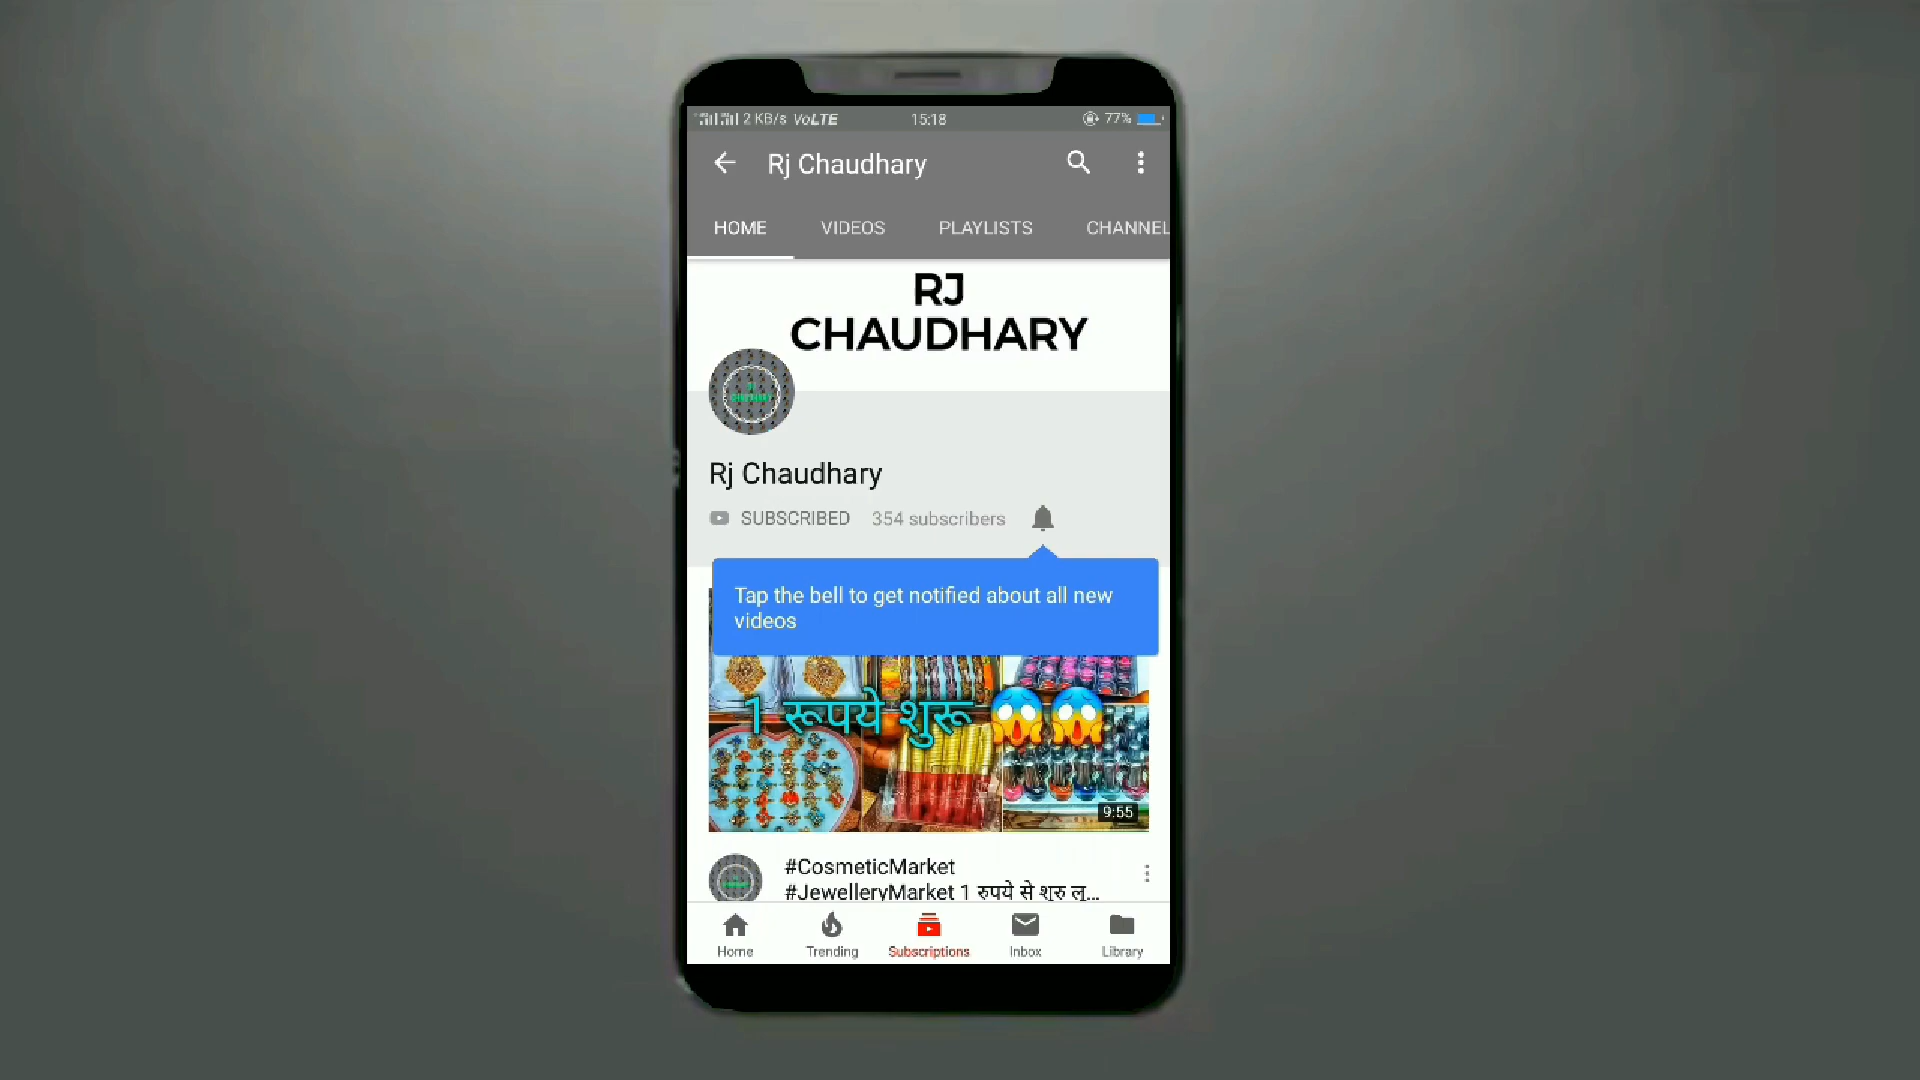 2 KB/s VoLTE 15:18 77%
Rj Chaudhary
HOME VIDEOS PLAYLISTS CHANNEL
RJ
CHAUDHARY
Rj Chaudhary
SUBSCRIBED 354 subscribers
Tap the bell to get notified about all new
videos
1 रूपये शुरू
9:55
#CosmeticMarket
#JewelleryMarket 1 रुपये से शुरु लू...
Home Trending Subscriptions Inbox Library